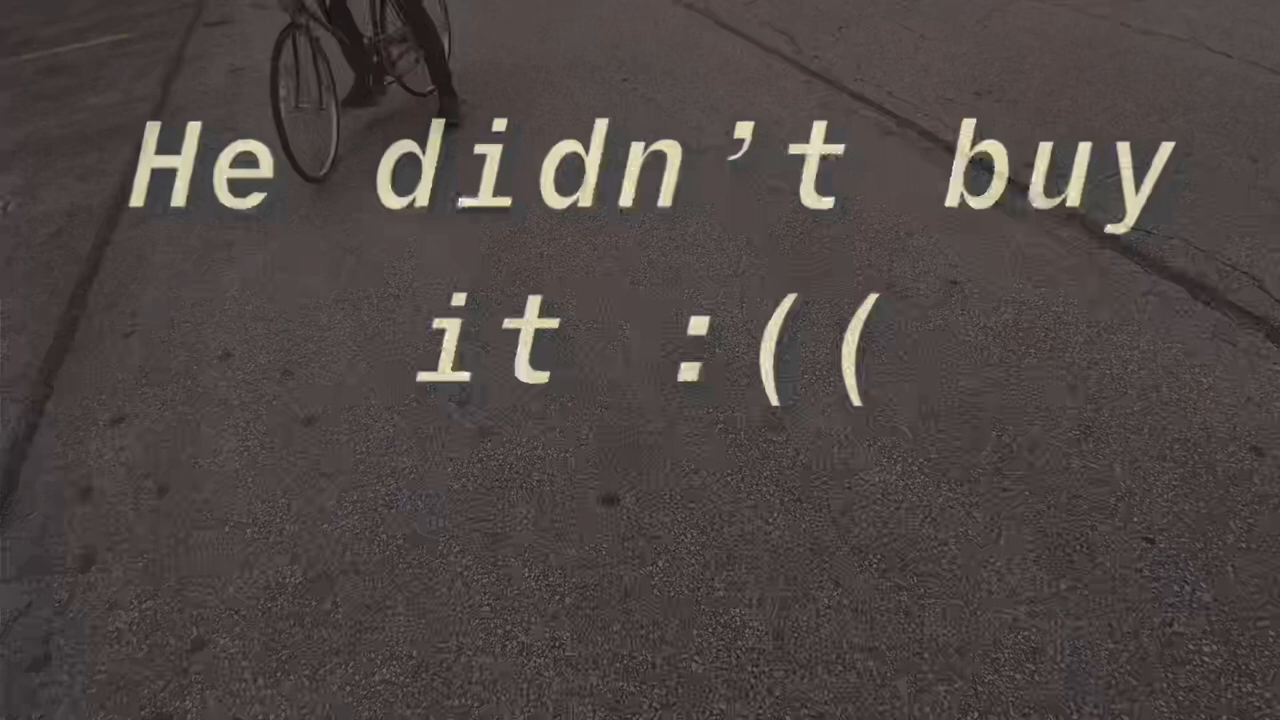 He didn’t buy
it :((